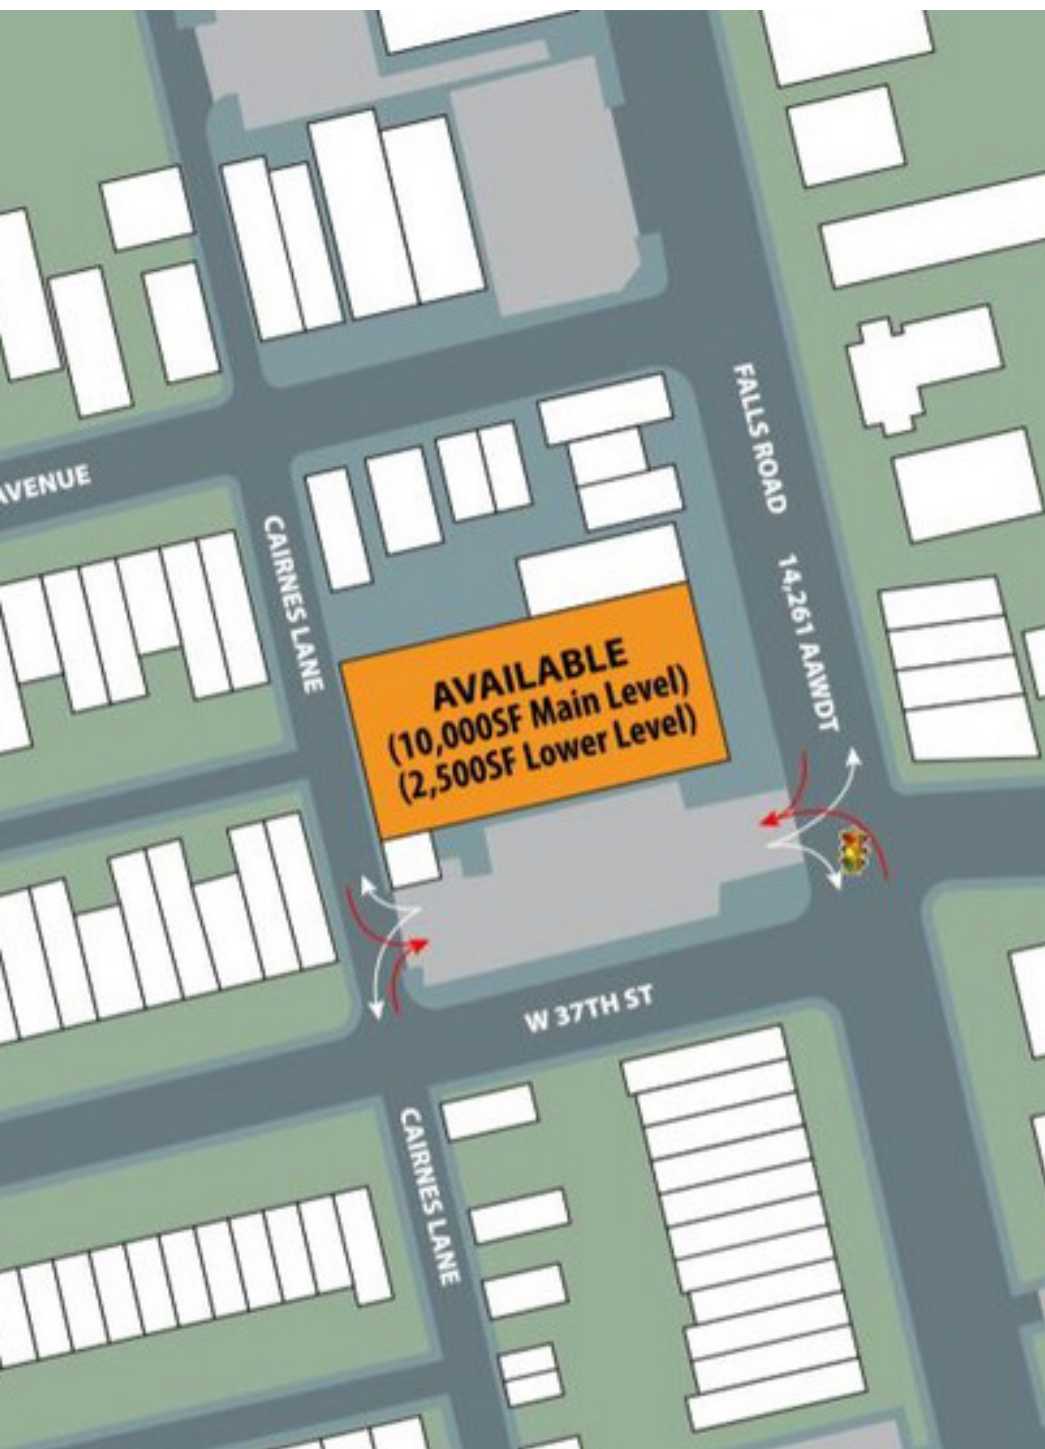 FALLS ROAD
14,261 AAWDT
AVENUE
CAIRNES LANE
AVAILABLE
(10,000SF Main Level)
(2,500SF Lower Level)
W 37TH ST
CAIRNES LANE